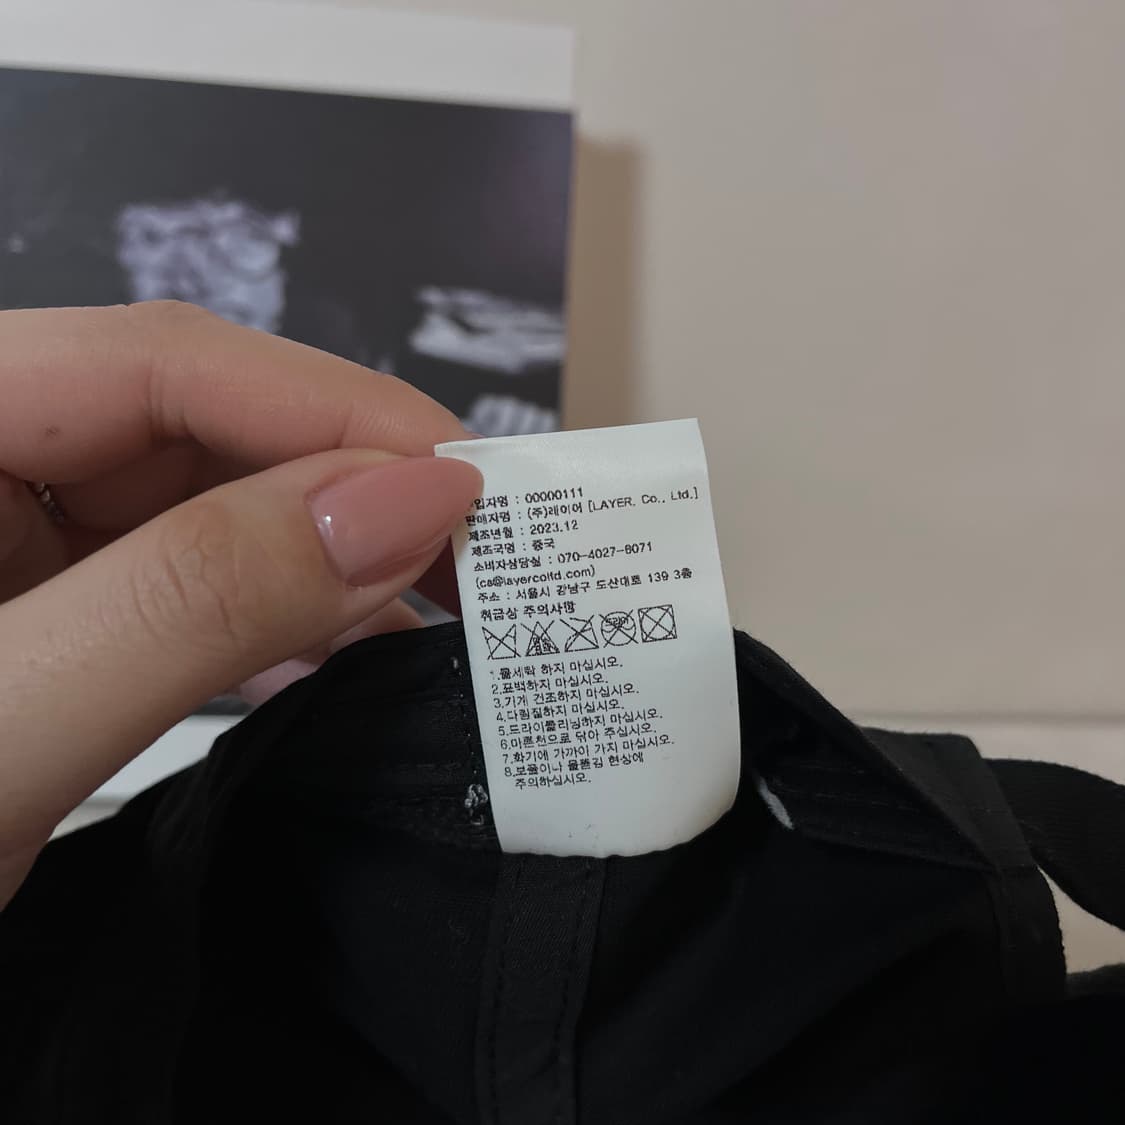 입자명 : 00000111
판매자명 : (주)레이어 [LAYER. Co., Ltd.]
제조년월 : 2023.12
제조국명 : 중국
소비자상담실 : 070-4027-8071
(cs@layercoltd.com)
주소 : 서울시 강남구 도산대로 139 3층
취급상 주의사항
드라이
1.물세탁 하지 마십시오.
2.표백하지 마십시오.
3.기계 건조하지 마십시오.
4.다림질하지 마십시오.
5.드라이클리닝하지 마십시오.
6.마른천으로 닦아 주십시오.
7.화기에 가까이 가지 마십시오.
8.보풀이나 올뜯김 현상에
주의하십시오.